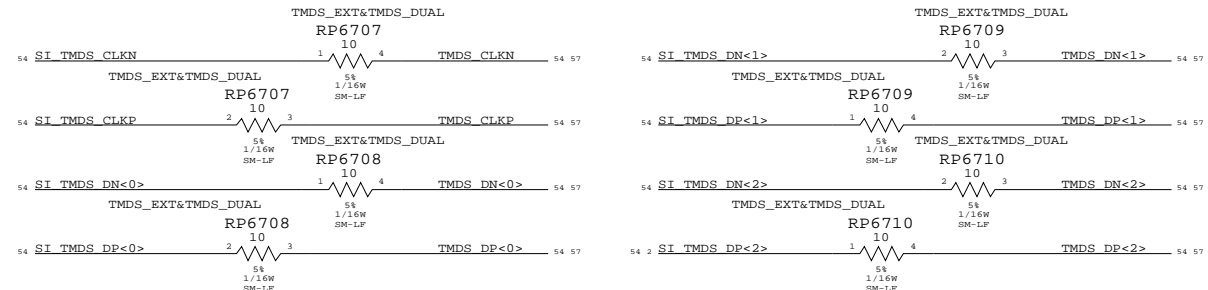 TMDS_EXT&TMDS_DUAL
RP6707
10
54 SI_TMDS_CLKN 1 4 TMDS_CLKN 54 57
5%
1/16W
SM-LF
TMDS_EXT&TMDS_DUAL
RP6707
10
54 SI_TMDS_CLKP 2 3 TMDS_CLKP 54 57
5%
1/16W
SM-LF
TMDS_EXT&TMDS_DUAL
RP6708
10
54 SI_TMDS_DN<0> 1 4 TMDS_DN<0> 54 57
5%
1/16W
SM-LF
TMDS_EXT&TMDS_DUAL
RP6708
10
54 SI_TMDS_DP<0> 2 3 TMDS_DP<0> 54 57
5%
1/16W
SM-LF
TMDS_EXT&TMDS_DUAL
RP6709
10
54 SI_TMDS_DN<1> 2 3 TMDS_DN<1> 54 57
5%
1/16W
SM-LF
TMDS_EXT&TMDS_DUAL
RP6709
10
54 SI_TMDS_DP<1> 1 4 TMDS_DP<1> 54 57
5%
1/16W
SM-LF
TMDS_EXT&TMDS_DUAL
RP6710
10
54 SI_TMDS_DN<2> 2 3 TMDS_DN<2> 54 57
5%
1/16W
SM-LF
TMDS_EXT&TMDS_DUAL
RP6710
10
54 2 SI_TMDS_DP<2> 1 4 TMDS_DP<2> 54 57
5%
1/16W
SM-LF